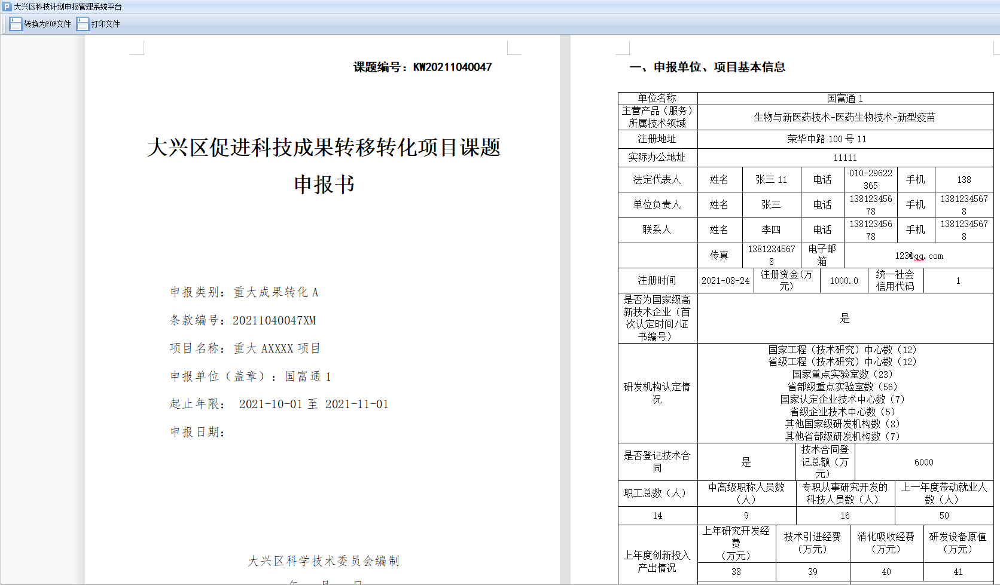 大兴区科技计划申报管理系统平台
转换为PDF文件 打印文件
课题编号：KW20211040047
大兴区促进科技成果转移转化项目课题
申报书
申报类别：重大成果转化 A
条款编号：20211040047XM
项目名称：重大 AXXXX 项目
申报单位（盖章）：国富通 1
起止年限： 2021-10-01 至 2021-11-01
申报日期：
大兴区科学技术委员会编制
年 月 日
一、申报单位、项目基本信息
单位名称 国富通 1
主营产品（服务）
所属技术领域
生物与新医药技术-医药生物技术-新型疫苗
注册地址 荣华中路 100 号 11
实际办公地址 11111
法定代表人 姓名 张三 11 电话 010-29622
365 手机 138
单位负责人 姓名 张三 电话 138123456
78 手机 1381234567
8
联系人 姓名 李四 电话 138123456
78 手机 1381234567
8
传真 1381234567
8 电子邮
箱 123@qq.com
注册时间 2021-08-24 注册资金(万
元） 1000.0 统一社会
信用代码 1
是否为国家级高
新技术企业（首
次认定时间/证
书编号）
是
研发机构认定情
况
国家工程（技术研究）中心数（12）
省级工程（技术研究）中心数（12）
国家重点实验室数（23）
省部级重点实验室数（56）
国家认定企业技术中心数（7）
省级企业技术中心数（5）
其他国家级研发机构数（8）
其他省部级研发机构数（7）
是否登记技术合
同
是
技术合同登
记总额（万
元）
6000
职工总数（人） 中高级职称人员数
（人） 专职从事研究开发的
科技人员数（人） 上一年度带动就业人
数（人）
14 9 16 50
上年度创新投入
产出情况
上年研究开发经
费
（万元）
技术引进经费
（万元）
消化吸收经费
（万元）
研发设备原值
（万元）
38 39 40 41